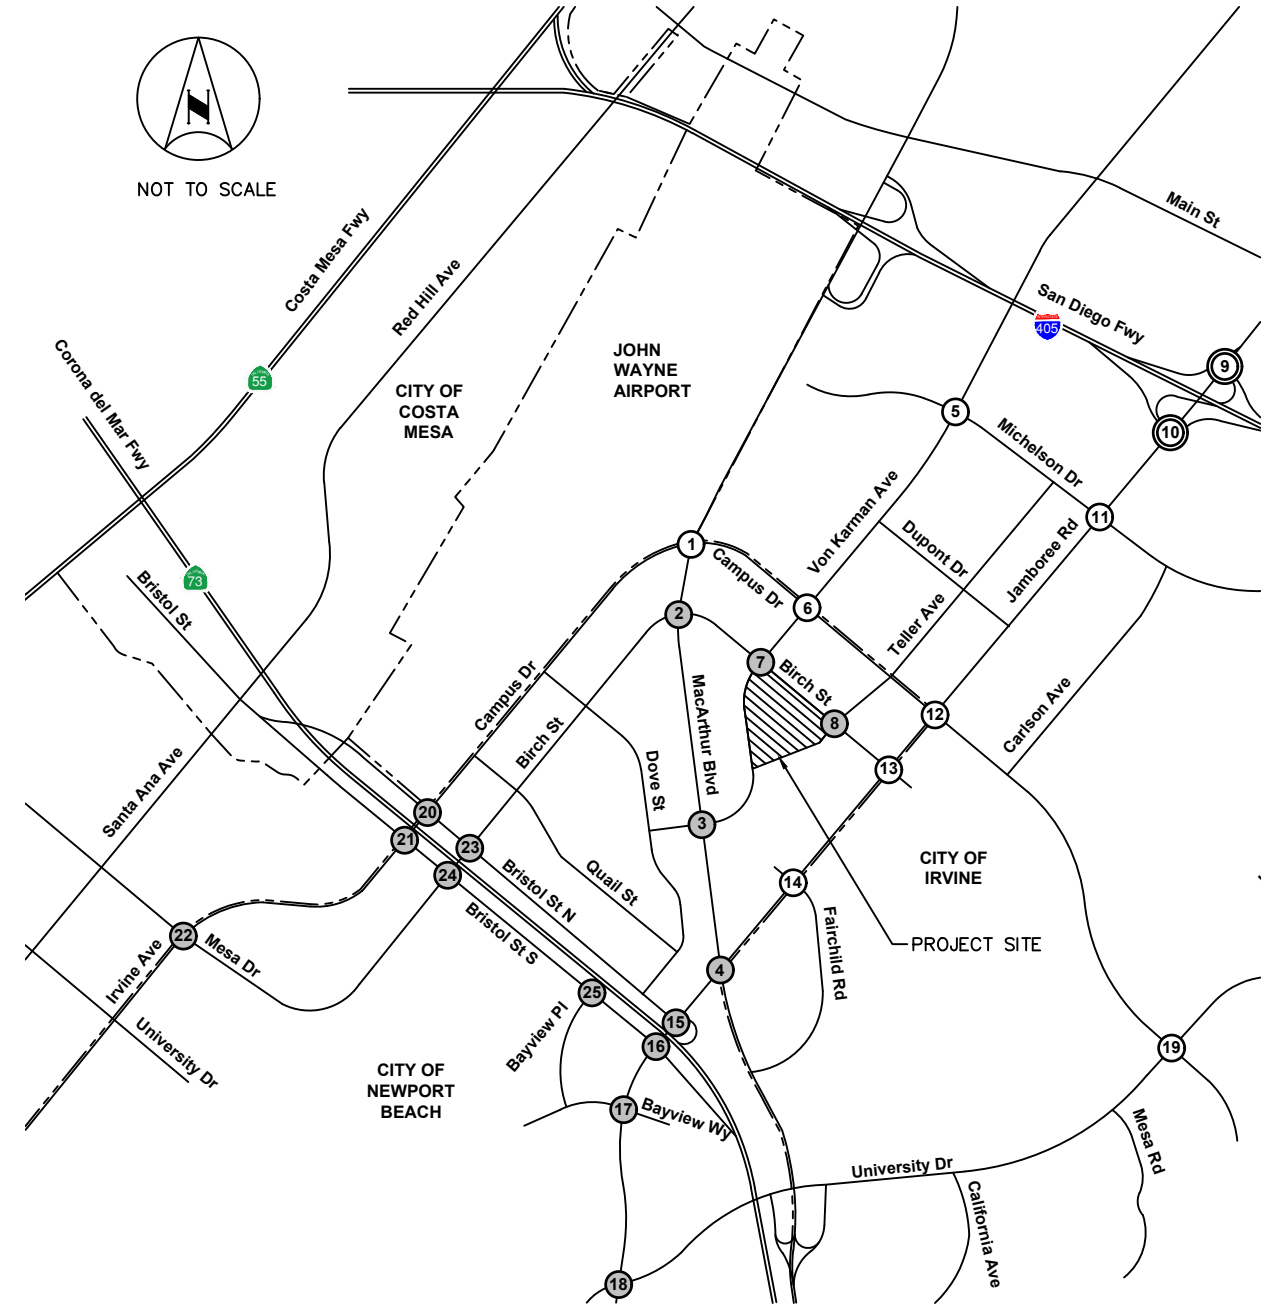 N
NOT TO SCALE
Main St
Costa Mesa Fwy
Red Hill Ave
San Diego Fwy
405
Corona del Mar Fwy
55
JOHN
WAYNE
AIRPORT
CITY OF
COSTA
MESA
9
10
5
Michelson Dr
11
Von Karman Ave
Dupont Dr
Jamboree Rd
1
Campus Dr
73
Bristol St
6
2
Teller Ave
7
Birch St
MacArthur Blvd
8
12
Carlson Ave
Campus Dr
Birch St
Dove St
13
Santa Ana Ave
20
21
3
23
24
Bristol St N
Quail St
14
CITY OF
IRVINE
Bristol St S
Fairchild Rd
PROJECT SITE
22
Mesa Dr
Irvine Ave
4
25
University Dr
Bayview Pl
15
16
19
CITY OF
NEWPORT
BEACH
17
Bayview Wy
Mesa Rd
University Dr
California Ave
18